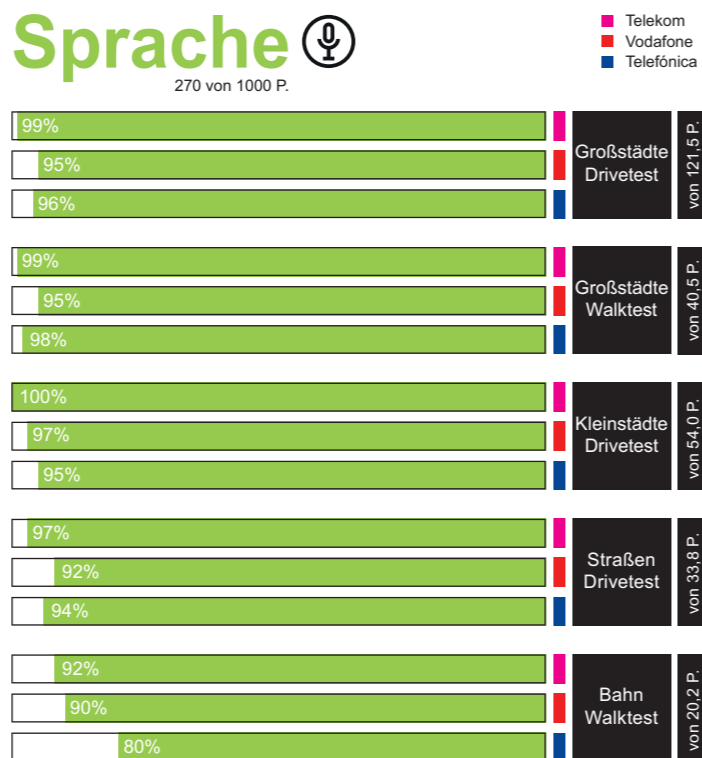 Sprache
270 von 1000 P.
Telekom
Vodafone
Telefónica
99%
95%
96%
Großstädte
Drivetest
von 121,5 P.
99%
95%
98%
Großstädte
Walktest
von 40,5 P.
100%
97%
95%
Kleinstädte
Drivetest
von 54,0 P.
97%
92%
94%
Straßen
Drivetest
von 33,8 P.
92%
90%
80%
Bahn
Walktest
von 20,2 P.